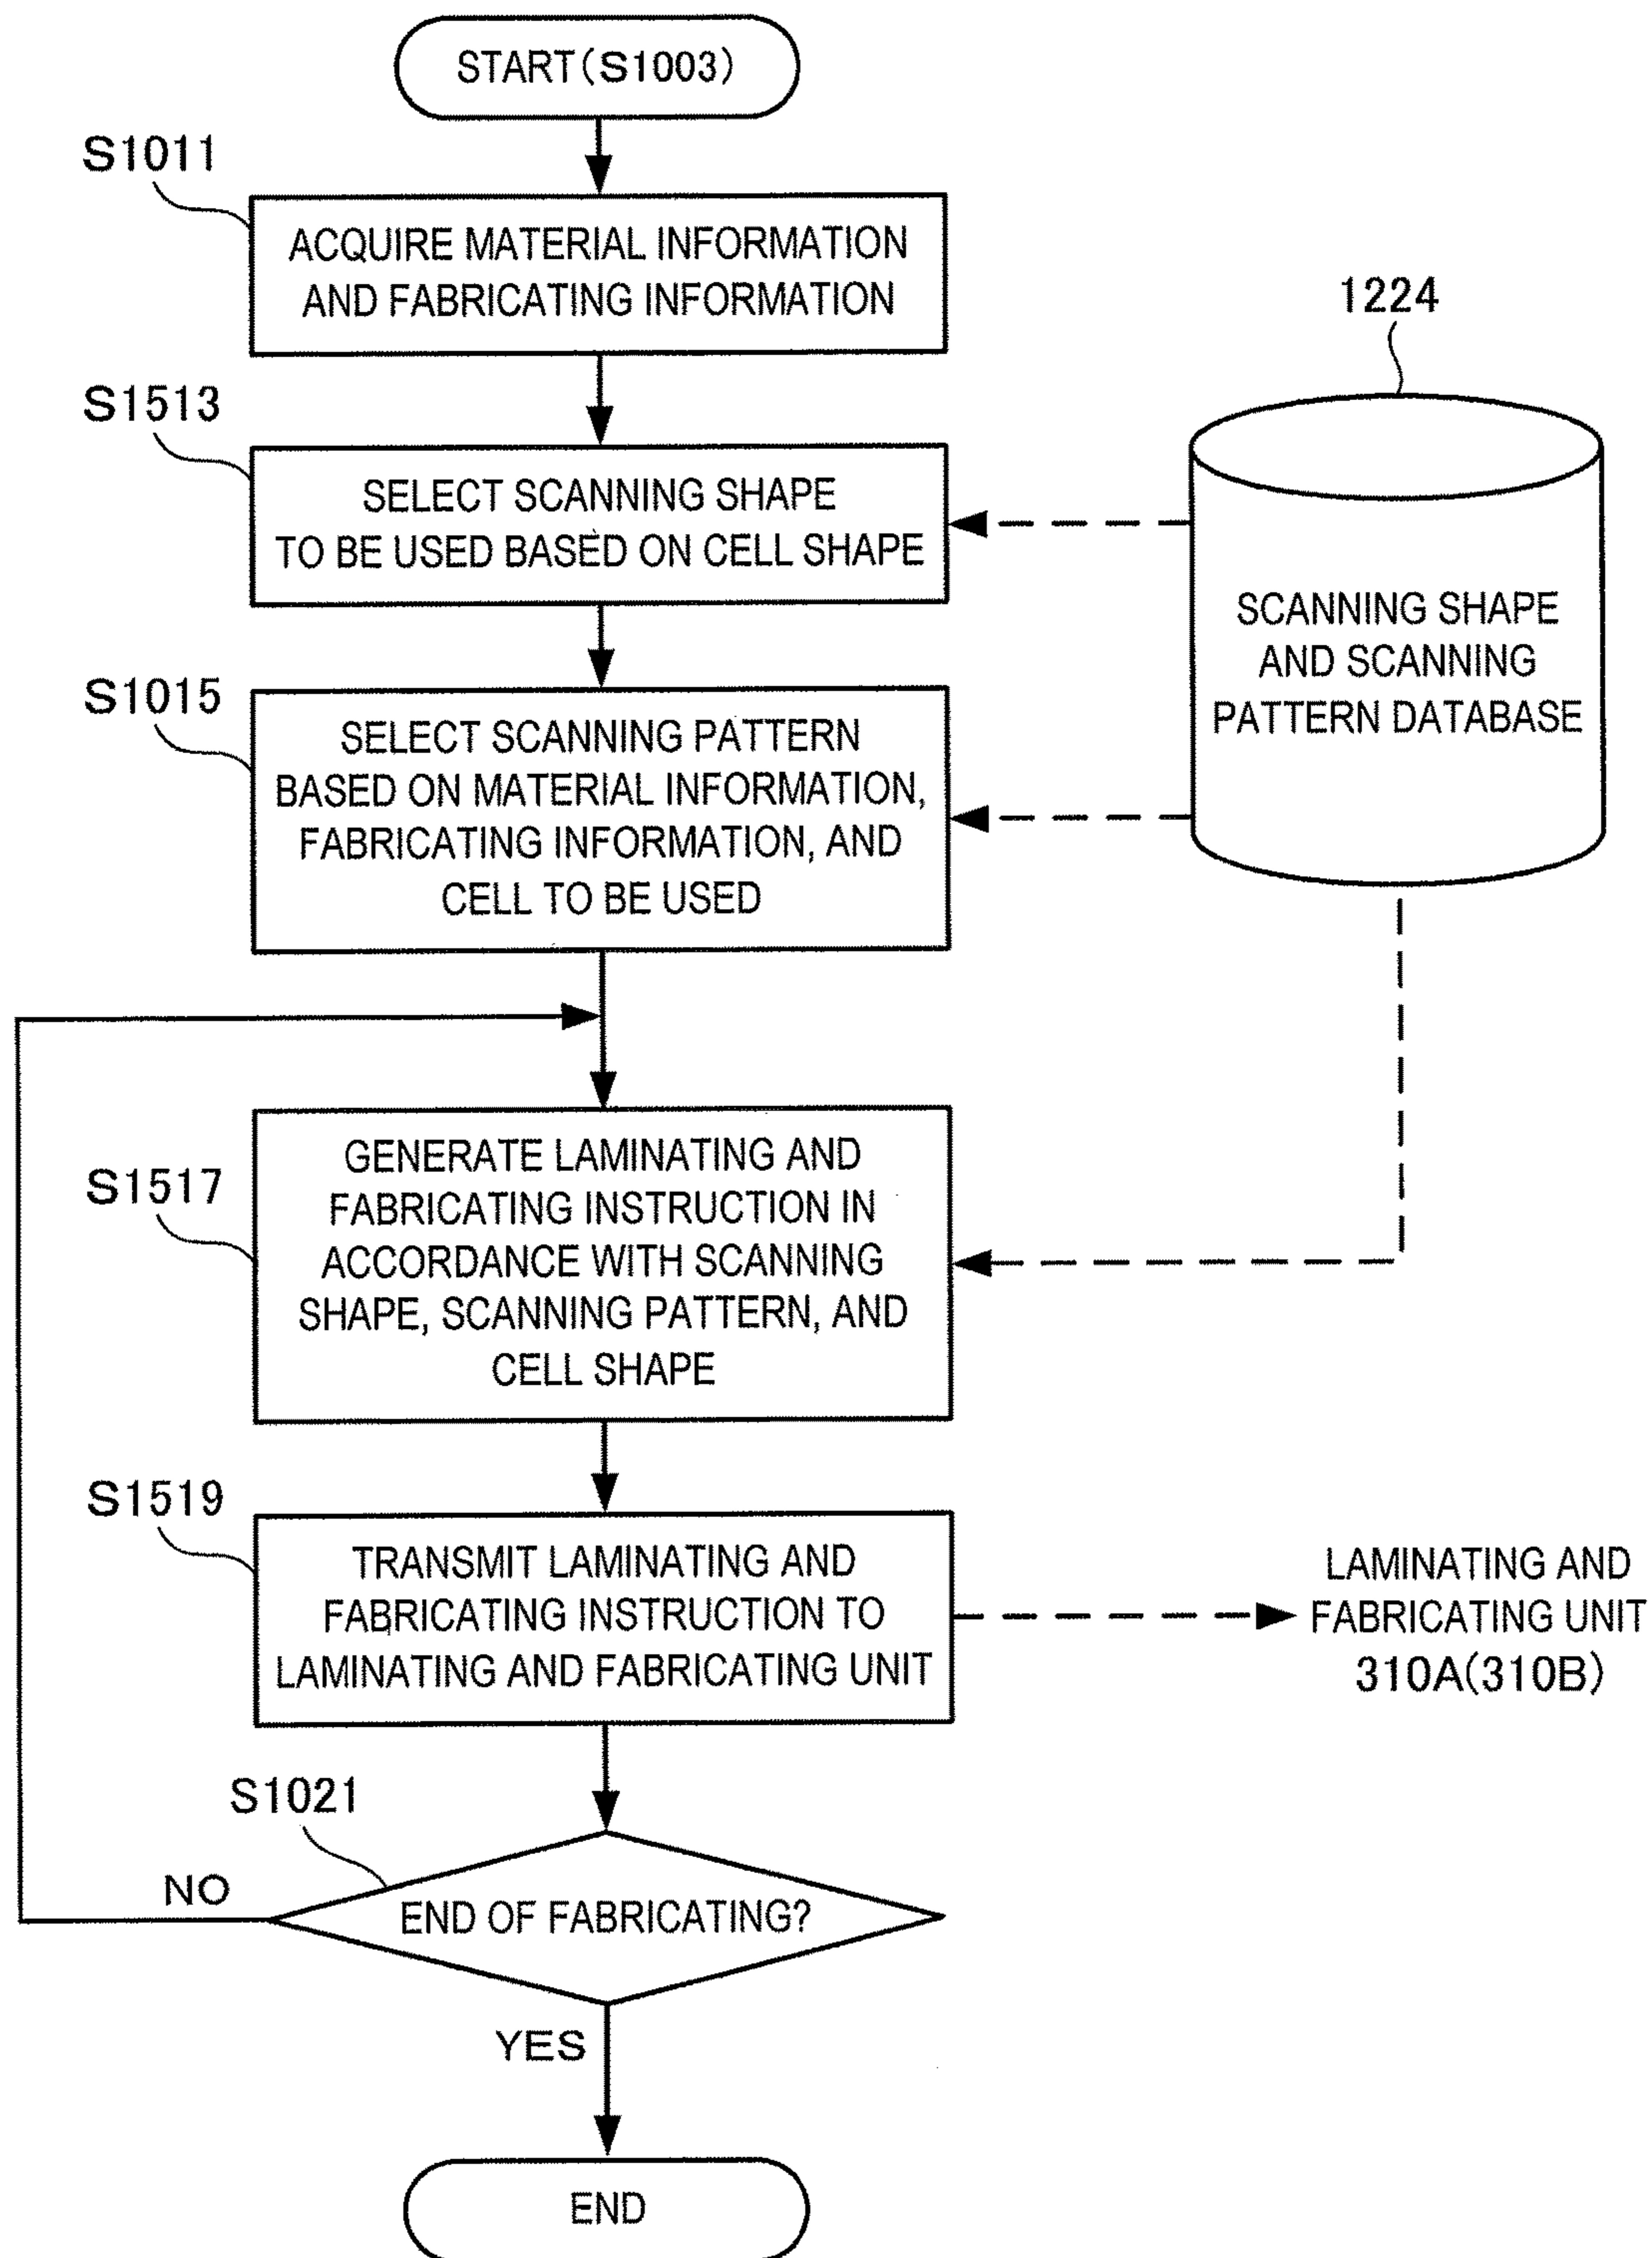 START(S1003)
S1011
ACQUIRE MATERIAL INFORMATION
AND FABRICATING INFORMATION
1224
S1513
SELECT SCANNING SHAPE
TO BE USED BASED ON CELL SHAPE
SCANNING SHAPE
AND SCANNING
PATTERN DATABASE
S1015
SELECT SCANNING PATTERN
BASED ON MATERIAL INFORMATION,
FABRICATING INFORMATION, AND
CELL TO BE USED
S1517
GENERATE LAMINATING AND
FABRICATING INSTRUCTION IN
ACCORDANCE WITH SCANNING
SHAPE, SCANNING PATTERN, AND
CELL SHAPE
S1519
TRANSMIT LAMINATING AND
FABRICATING INSTRUCTION TO
LAMINATING AND FABRICATING UNIT
LAMINATING AND
FABRICATING UNIT
310A(310B)
S1021
NO
END OF FABRICATING?
YES
END